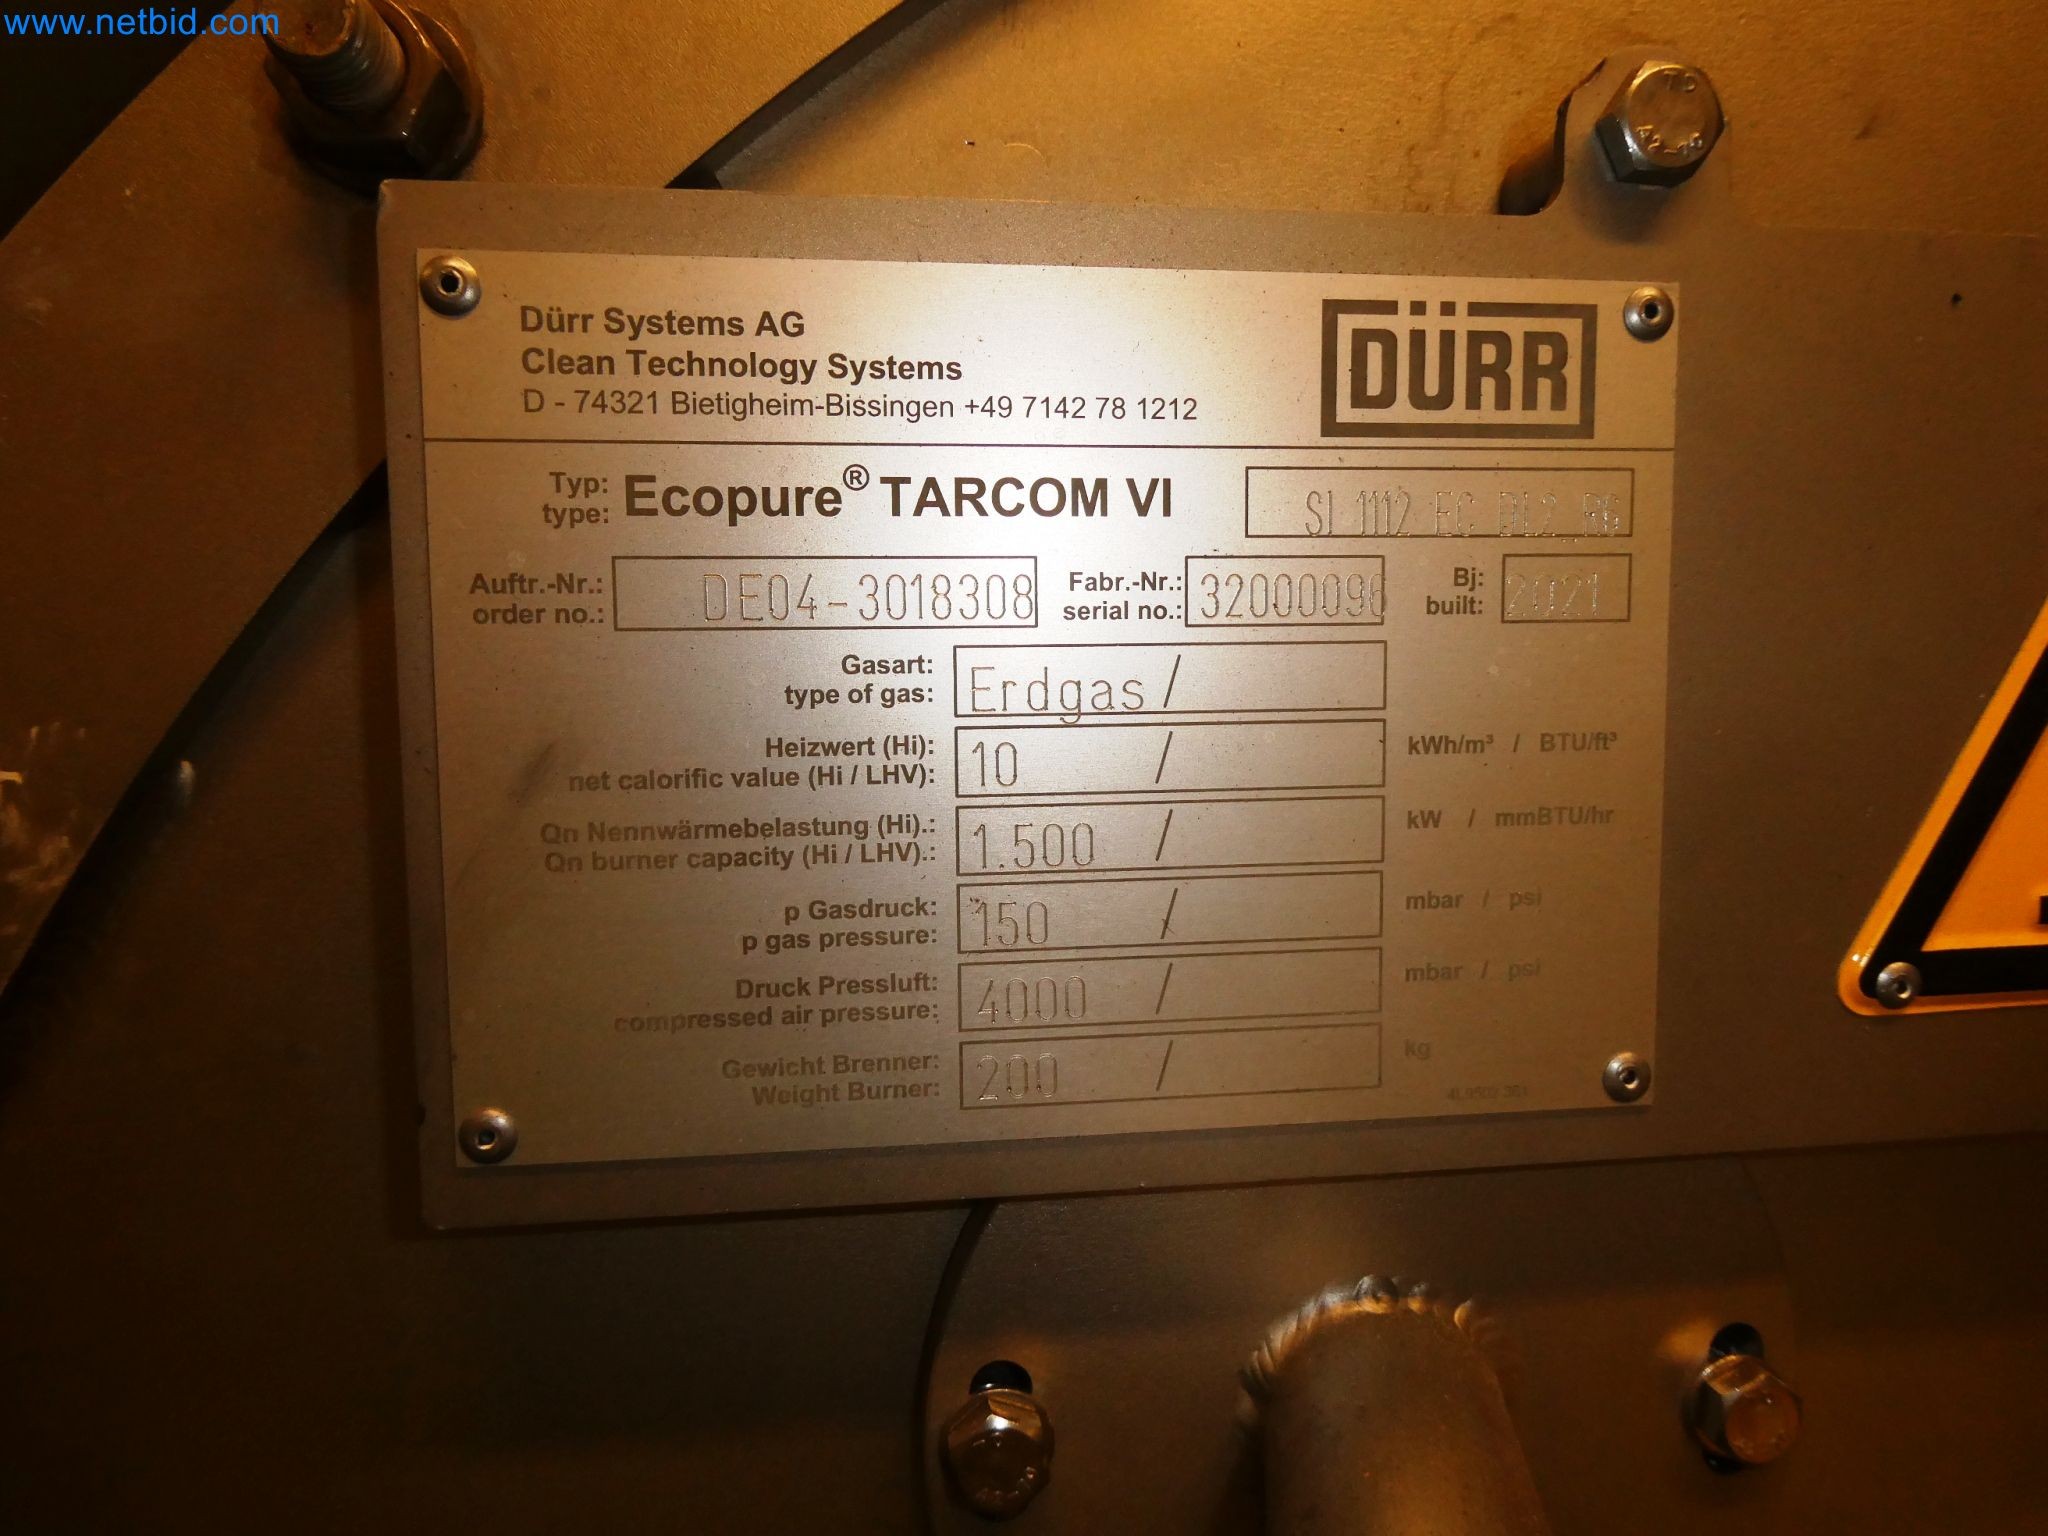 www.netbid.com
TD
Dürr Systems AG
Clean Technology Systems
D - 74321 Bietigheim-Bissingen +49 7142 78 1212
DÜRR
Typ:
type:
Ecopure® TARCOM VI
SI 1112 EC DL2 RG
Auftr.-Nr.:
order no.:
DE04-3018308
Fabr.-Nr.:
serial no.:
32000096
Bj:
built:
2021
Gasart:
type of gas:
Erdgas /
Heizwert (Hi):
net calorific value (Hi / LHV):
10 /
kWh/m³ / BTU/ft³
Qn Nennwärmebelastung (Hi).:
Qn burner capacity (Hi / LHV).:
1.500 /
kW / mmBTU/hr
p Gasdruck:
p gas pressure:
150 /
mbar / psi
Druck Pressluft:
compressed air pressure:
4000 /
mbar / psi
Gewicht Brenner:
Weight Burner:
200 /
kg